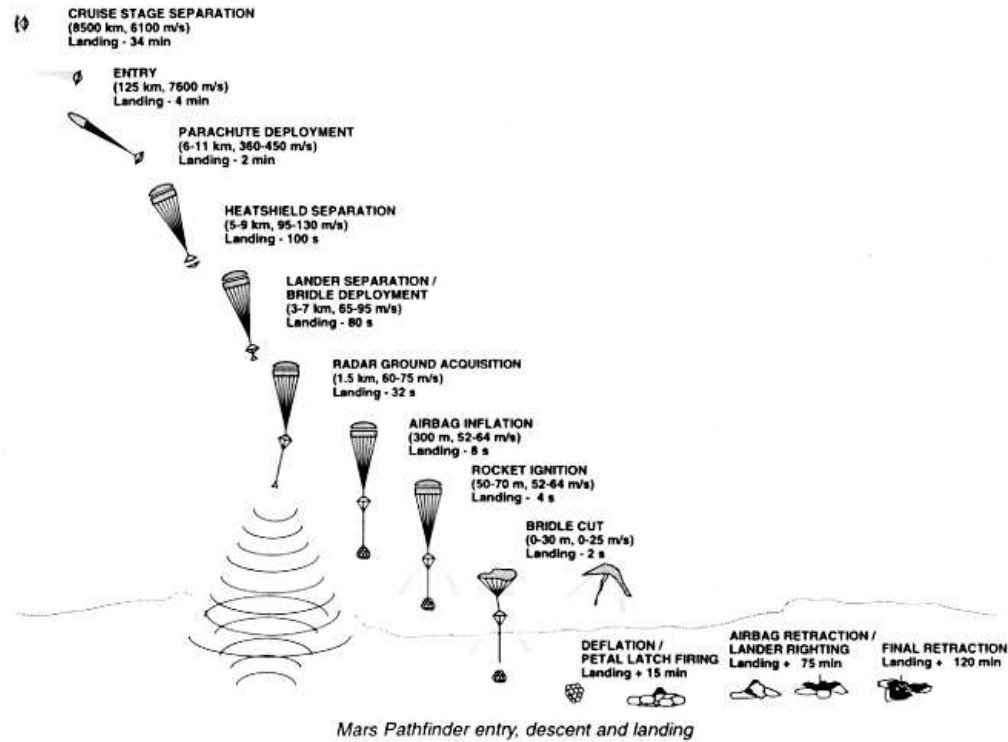 CRUISE STAGE SEPARATION
(8500 km, 6100 m/s)
Landing - 34 min
ENTRY
(125 km, 7600 m/s)
Landing - 4 min
PARACHUTE DEPLOYMENT
(6-11 km, 360-450 m/s)
Landing - 2 min
HEATSHIELD SEPARATION
(5-9 km, 95-130 m/s)
Landing - 100 s
LANDER SEPARATION /
BRIDLE DEPLOYMENT
(3-7 km, 65-95 m/s)
Landing - 80 s
RADAR GROUND ACQUISITION
(1.5 km, 60-75 m/s)
Landing - 32 s
AIRBAG INFLATION
(300 m, 52-64 m/s)
Landing - 8 s
ROCKET IGNITION
(50-70 m, 52-64 m/s)
Landing - 4 s
BRIDLE CUT
(0-30 m, 0-25 m/s)
Landing - 2 s
DEFLATION /
PETAL LATCH FIRING
Landing + 15 min
AIRBAG RETRACTION /
LANDER RIGHTING
Landing + 75 min
FINAL RETRACTION
Landing + 120 min
Mars Pathfinder entry, descent and landing